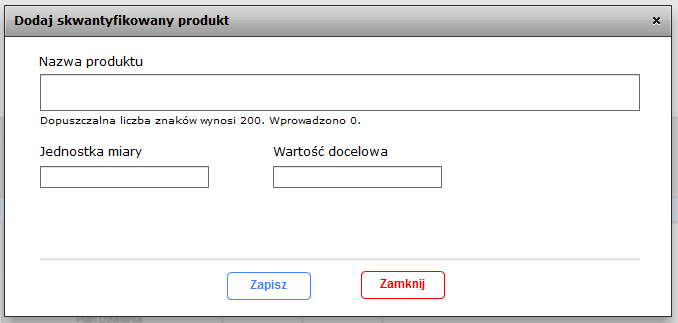 Dodaj skwantyfikowany produkt
Nazwa produktu
Dopuszczalna liczba znaków wynosi 200. Wprowadzono 0.
Jednostka miary Wartość docelowa
Zapisz Zamknij